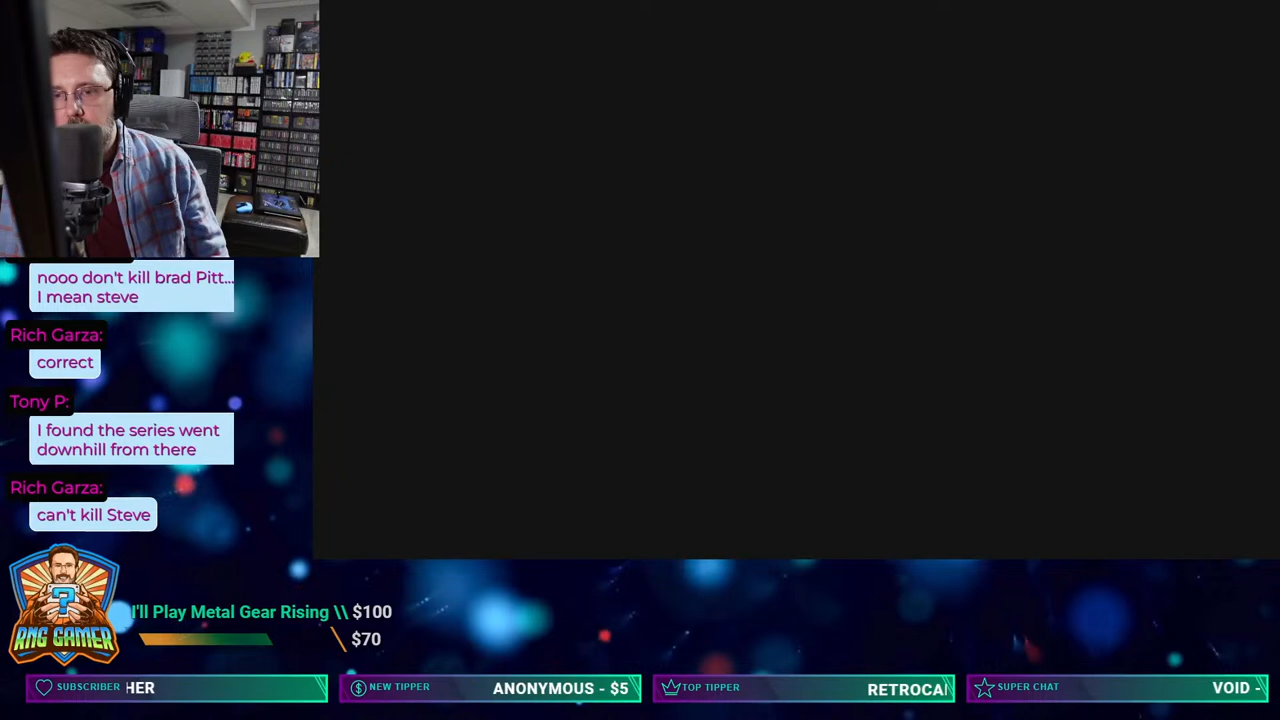 nooo don't kill brad Pitt...
I mean steve
Rich Garza:
correct
Tony P:
I found the series went
downhill from there
Rich Garza:
can't kill Steve
?
RNG GAMER
I'll Play Metal Gear Rising \\ $100
$70
SUBSCRIBER HER
NEW TIPPER ANONYMOUS - $5
TOP TIPPER RETROCA
SUPER CHAT VOID -